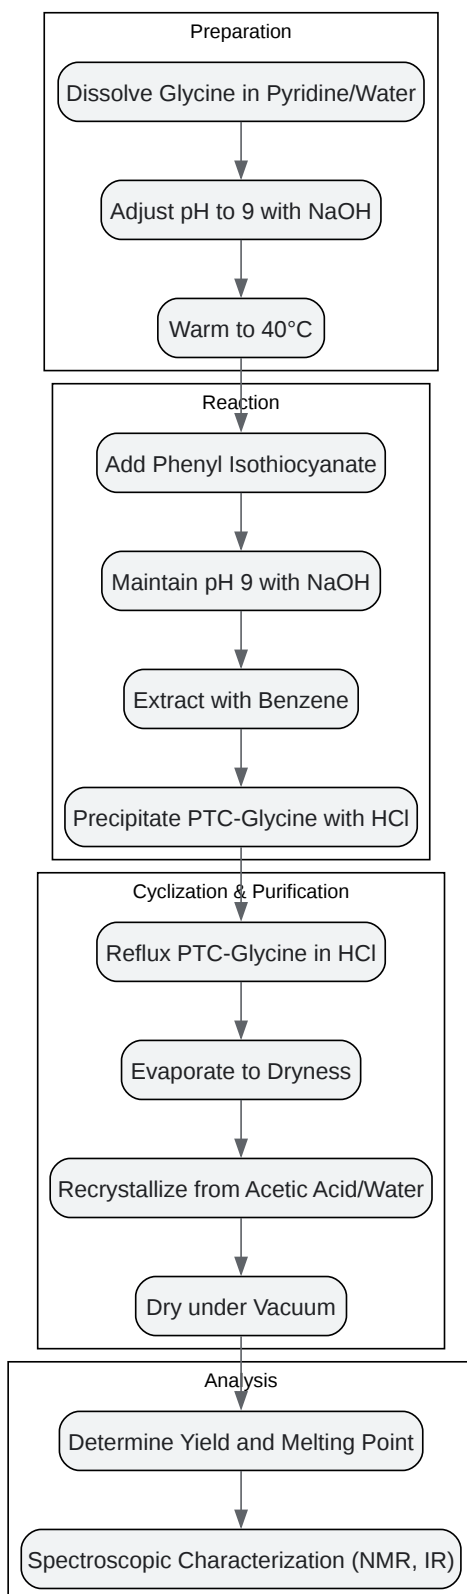 Preparation
Dissolve Glycine in Pyridine/Water
Adjust pH to 9 with NaOH
Warm to 40°C
Reaction
Add Phenyl Isothiocyanate
Maintain pH 9 with NaOH
Extract with Benzene
Precipitate PTC-Glycine with HCl
Cyclization & Purification
Reflux PTC-Glycine in HCl
Evaporate to Dryness
Recrystallize from Acetic Acid/Water
Dry under Vacuum
Analysis
Determine Yield and Melting Point
Spectroscopic Characterization (NMR, IR)